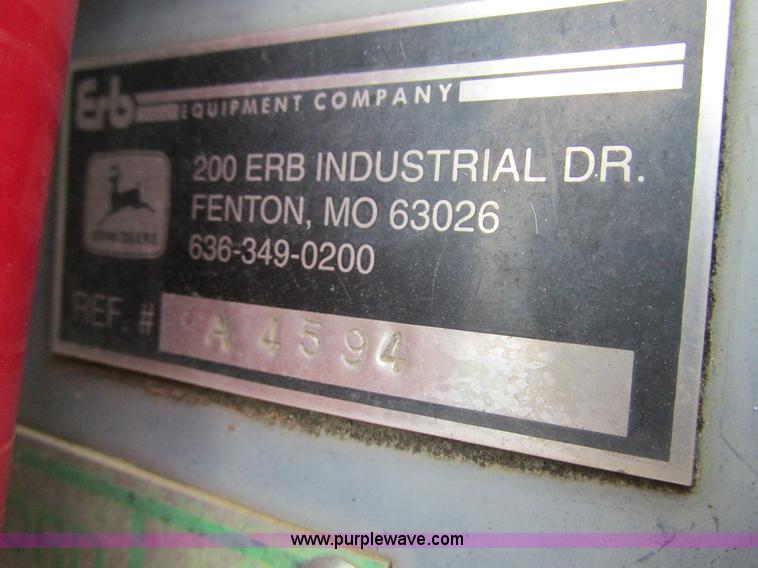 Erb
EQUIPMENT COMPANY
200 ERB INDUSTRIAL DR.
FENTON, MO 63026
636-349-0200
JOHN DEERE
REF. # A 4594
www.purplewave.com